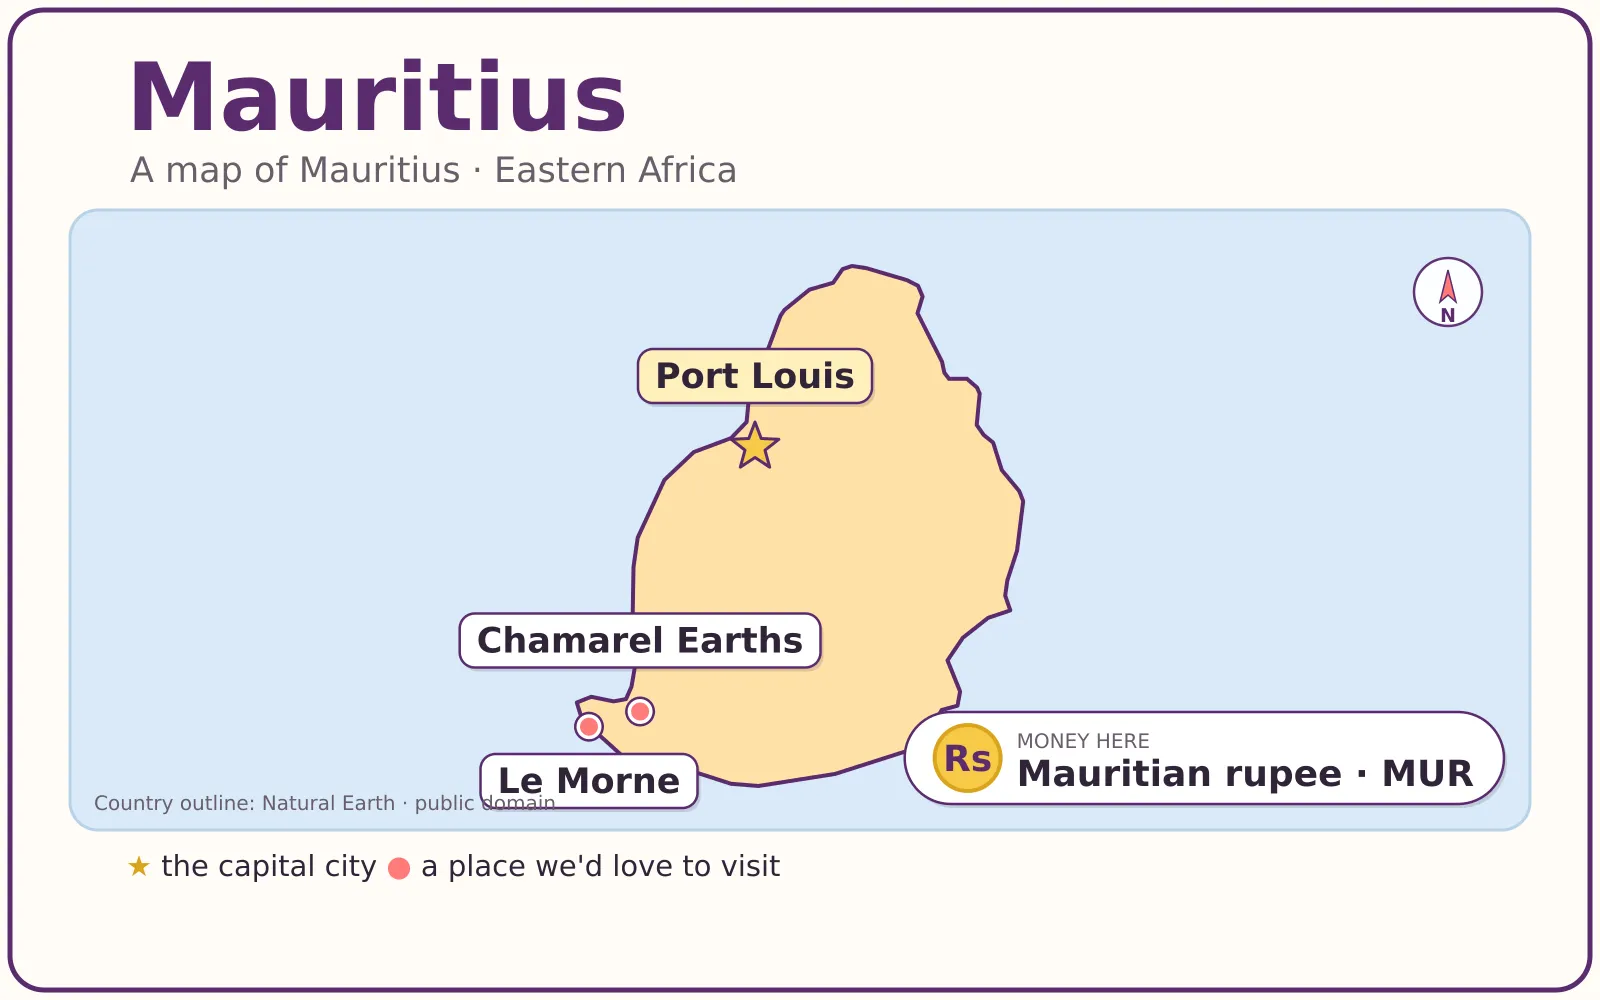 Mauritius
A map of Mauritius · Eastern Africa
N
Port Louis
Chamarel Earths
Le Morne
Rs
MONEY HERE
Mauritian rupee · MUR
Country outline: Natural Earth · public domain
★ the capital city ● a place we'd love to visit